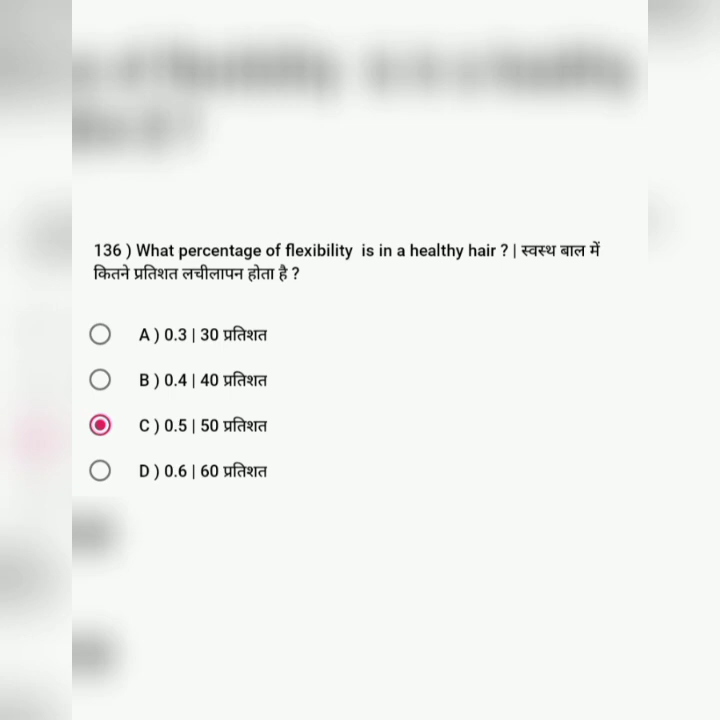 136 ) What percentage of flexibility is in a healthy hair ? | स्वस्थ बाल में
कितने प्रतिशत लचीलापन होता है ?
A ) 0.3 | 30 प्रतिशत
B ) 0.4 | 40 प्रतिशत
C ) 0.5 | 50 प्रतिशत
D ) 0.6 | 60 प्रतिशत